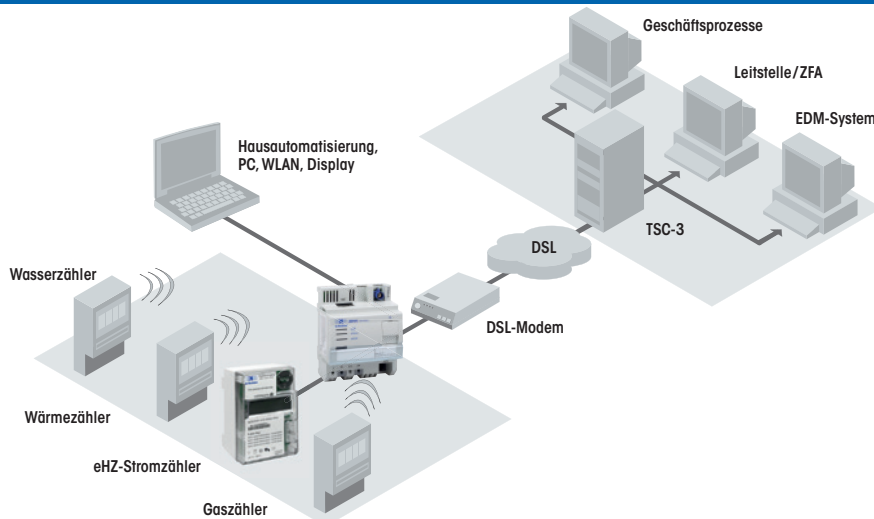 Geschäftsprozesse
Leitstelle/ZFA
EDM-System
Hausautomatisierung,
PC, WLAN, Display
TSC-3
DSL
DSL-Modem
Wasserzähler
Wärmezähler
eHZ-Stromzähler
Gaszähler